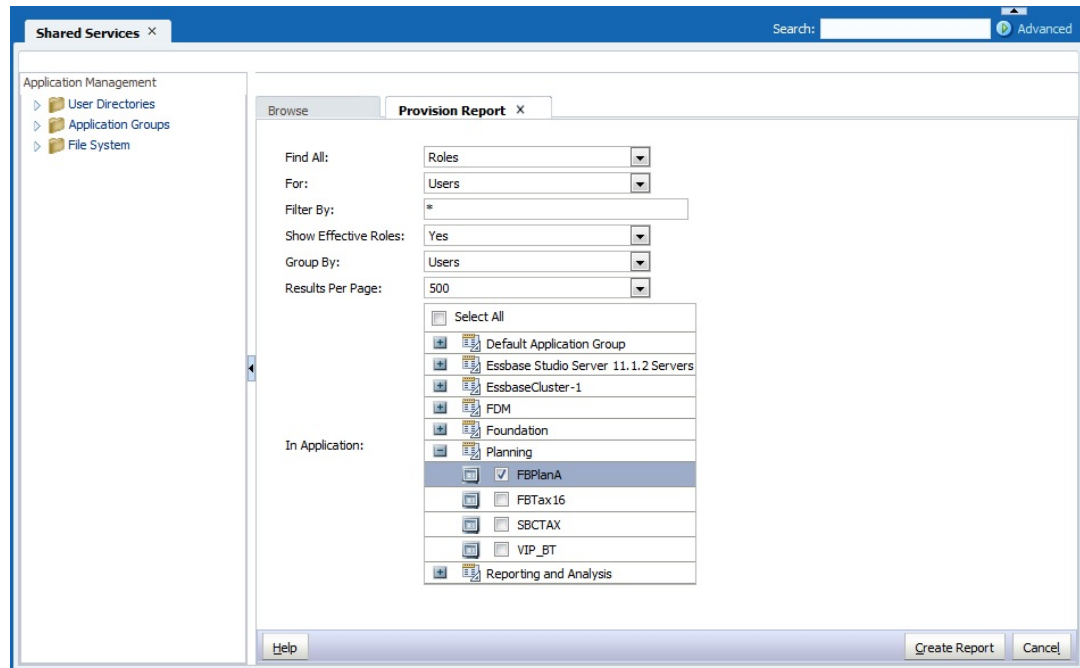 Shared Services ×
Search:
Advanced
Application Management
User Directories
Application Groups
File System
Browse
Provision Report X
Find All: Roles
For: Users
Filter By: *
Show Effective Roles: Yes
Group By: Users
Results Per Page: 500
Select All
Default Application Group
Essbase Studio Server 11.1.2 Servers
EssbaseCluster-1
FDM
Foundation
In Application:
Planning
FBPlanA
FBTax16
SBCTAX
VIP_BT
Reporting and Analysis
Help
Create Report
Cancel